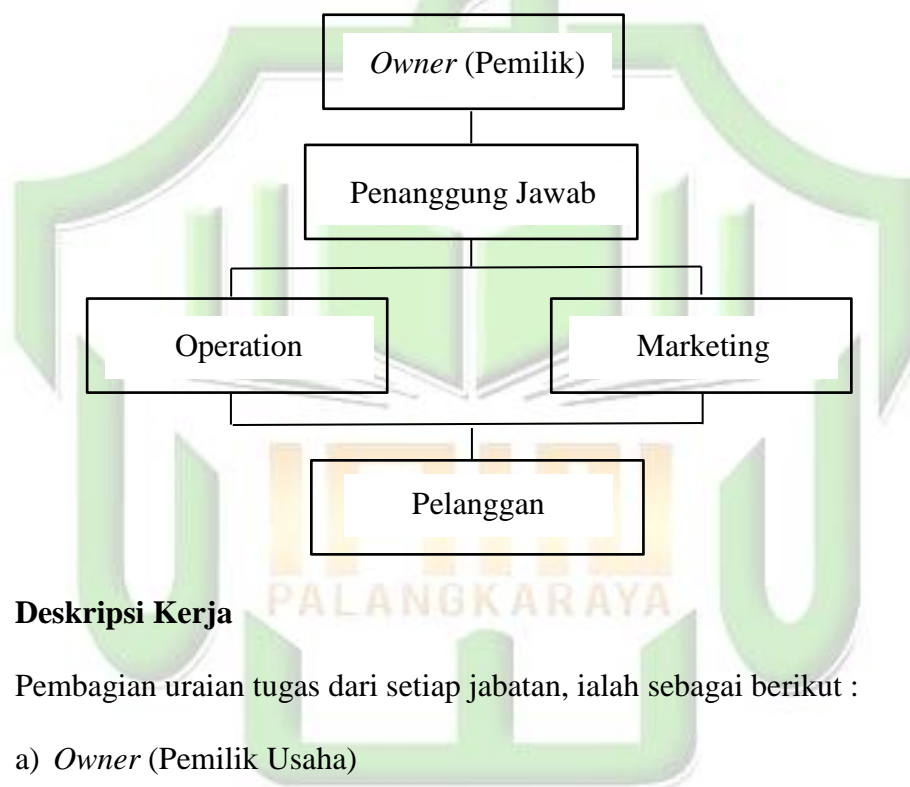 Owner (Pemilik)
Penanggung Jawab
Operation
Marketing
Pelanggan
PALANGKARAYA
Deskripsi Kerja
Pembagian uraian tugas dari setiap jabatan, ialah sebagai berikut :
a) Owner (Pemilik Usaha)